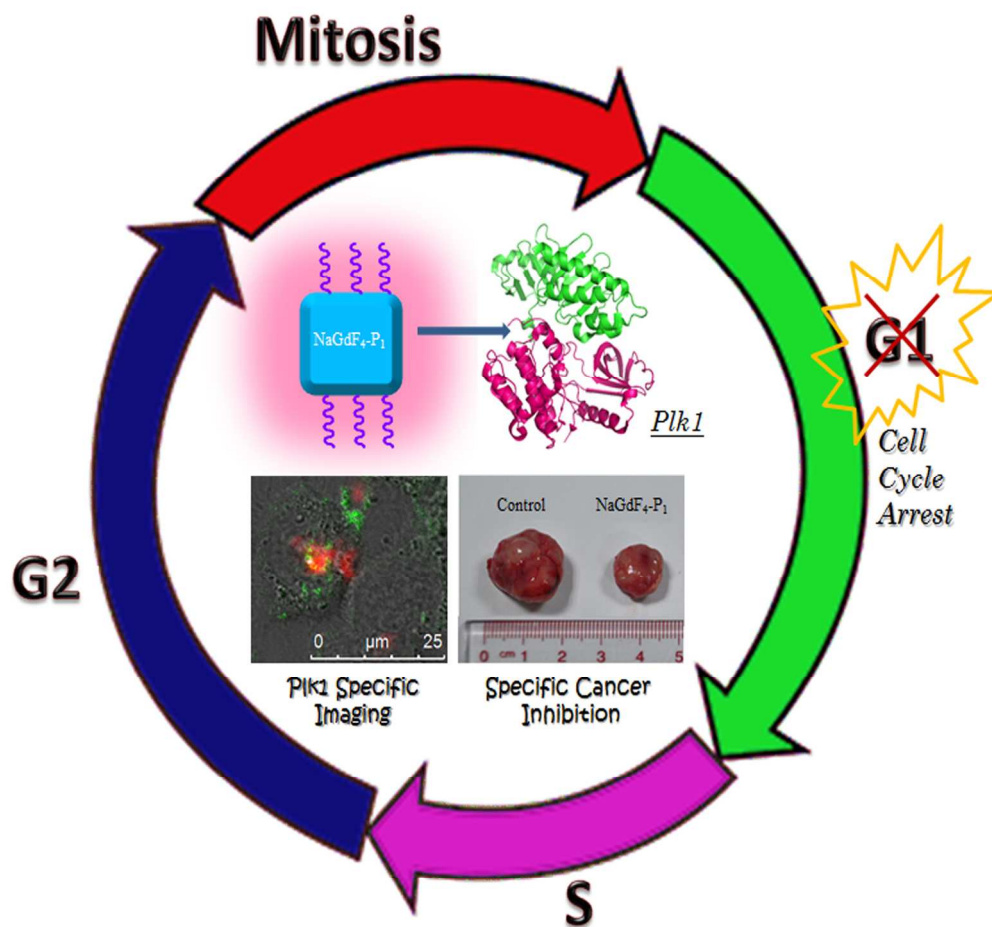 Mitosis
NaGdF₄-P₁
Plk1
G1
Cell
Cycle
Arrest
G2
Control
NaGdF₄-P₁
0 µm 25
0 cm 1 2 3 4 5
Plk1 Specific
Imaging
Specific Cancer
Inhibition
S